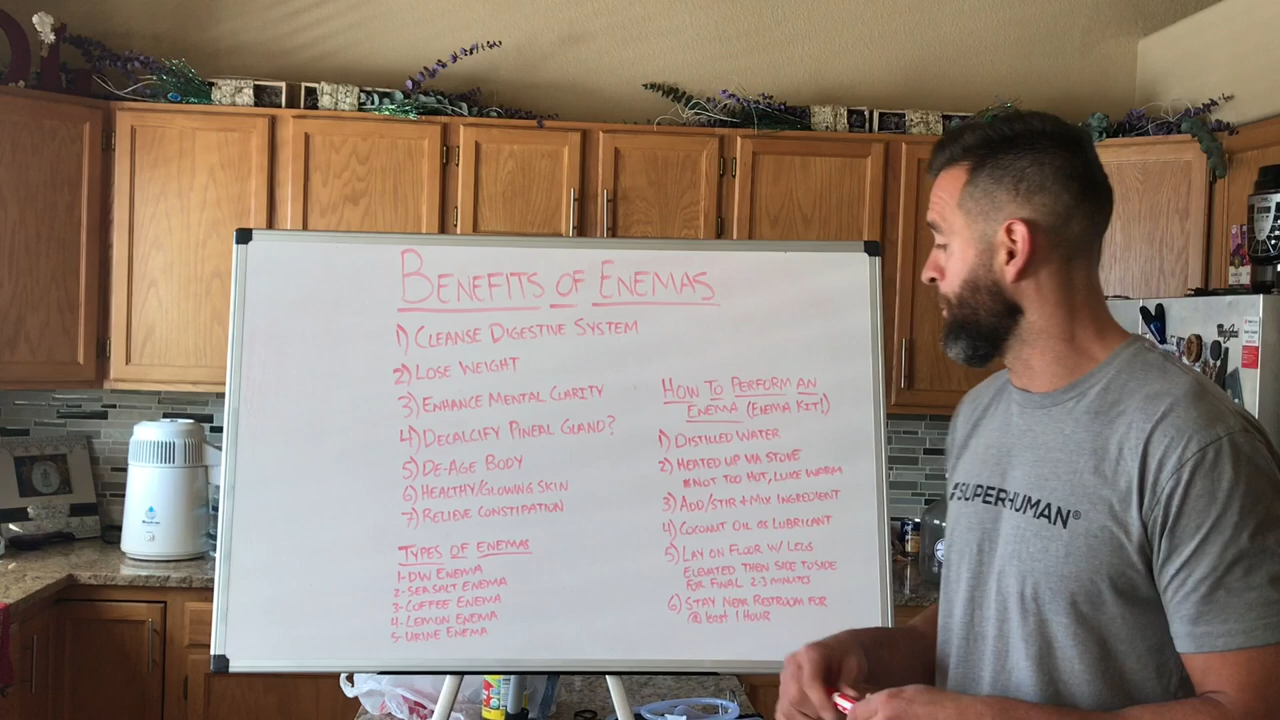 BENEFITS OF ENEMAS
1) CLEANSE DIGESTIVE SYSTEM
2) LOSE WEIGHT
3) ENHANCE MENTAL CLARITY
4) DECALCIFY PINEAL GLAND?
5) DE-AGE BODY
6) HEALTHY/GLOWING SKIN
7) RELIEVE CONSTIPATION
TYPES OF ENEMAS
1-DW ENEMA
2-SEASALT ENEMA
3-COFFEE ENEMA
4-LEMON ENEMA
5-URINE ENEMA
HOW TO PERFORM AN
ENEMA (ENEMA KIT!)
1) DISTILLED WATER
2) HEATED UP VIA STOVE
NOT TOO HOT, LUKE WARM
3) ADD/STIR + MIX INGREDIENT
4) COCONUT OIL as LUBRICANT
5) LAY ON FLOOR W/ LEGS
ELEVATED THEN SIDE TO SIDE
FOR FINAL 2-3 MINUTES
6) STAY NEAR RESTROOM FOR
@ least 1 HOUR
SUPERHUMAN®